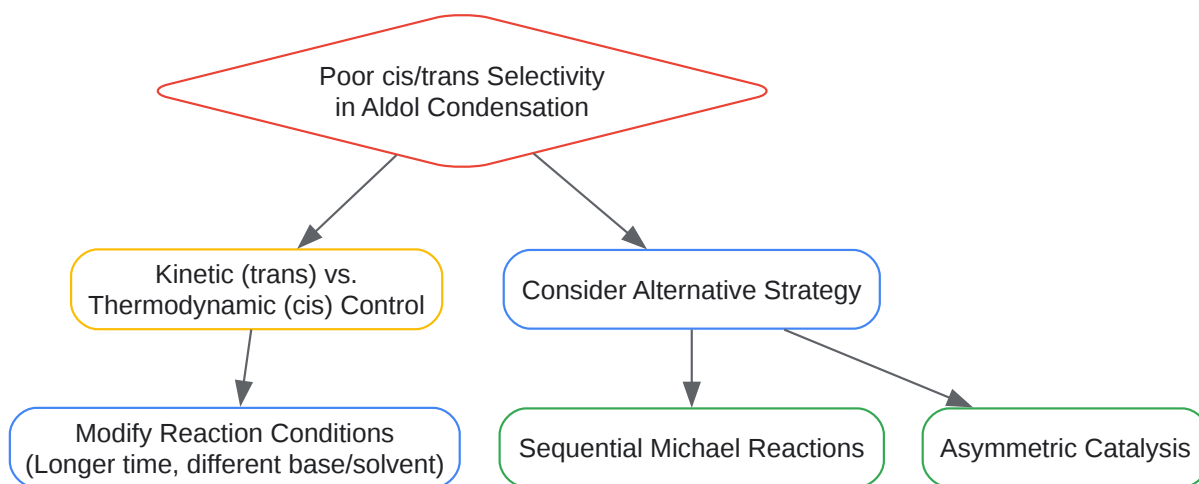 Poor cis/trans Selectivity
in Aldol Condensation
Kinetic (trans) vs.
Thermodynamic (cis) Control
Consider Alternative Strategy
Modify Reaction Conditions
(Longer time, different base/solvent)
Sequential Michael Reactions
Asymmetric Catalysis